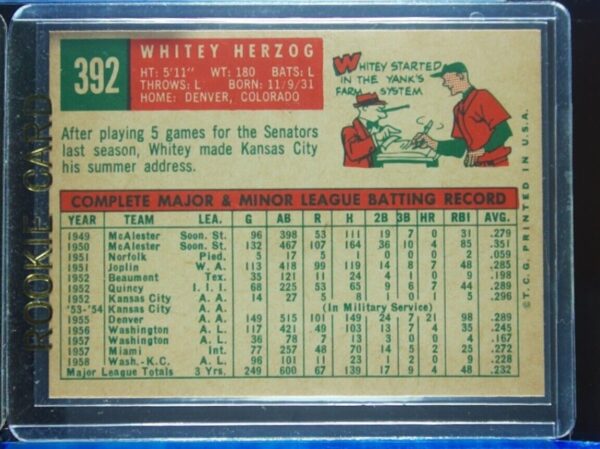 ROOKIE CARD
392
WHITEY HERZOG
HT: 5'11" WT: 180 BATS: L
THROWS: L BORN: 11/9/31
HOME: DENVER, COLORADO
WHITEY STARTED
IN THE YANK'S
FARM SYSTEM
After playing 5 games for the Senators
last season, Whitey made Kansas City
his summer address.
COMPLETE MAJOR & MINOR LEAGUE BATTING RECORD
YEAR TEAM LEA. G AB R H 2B 3B HR RBI AVG.
1949 McAlester Soon. St. 96 398 53 111 19 7 0 31 .279
1950 McAlester Soon. St. 132 467 107 164 36 10 4 85 .351
1951 Norfolk Pied. 5 17 0 1 0 0 0 2 .059
1951 Joplin W. A. 113 418 99 119 14 8 7 48 .285
1952 Beaumont Tex. 35 121 11 24 4 0 0 9 .198
1952 Quincy I. I. I. 68 225 53 65 9 6 7 44 .289
1952 Kansas City A. A. 14 27 5 8 1 0 1 5 .296
'53-'54 Kansas City A. A. (In Military Service)
1955 Denver A. A. 149 515 101 149 24 7 21 98 .289
1956 Washington A. L. 117 421 49 103 13 7 4 35 .245
1957 Washington A. L. 36 78 7 13 3 0 0 4 .167
1957 Miami Int. 77 257 48 70 14 4 2 25 .272
1958 Wash.-K.C. A. L. 96 101 11 23 1 2 0 9 .228
Major League Totals 3 Yrs. 249 600 67 139 17 9 4 48 .232
©T.C.G. PRINTED IN U.S.A.